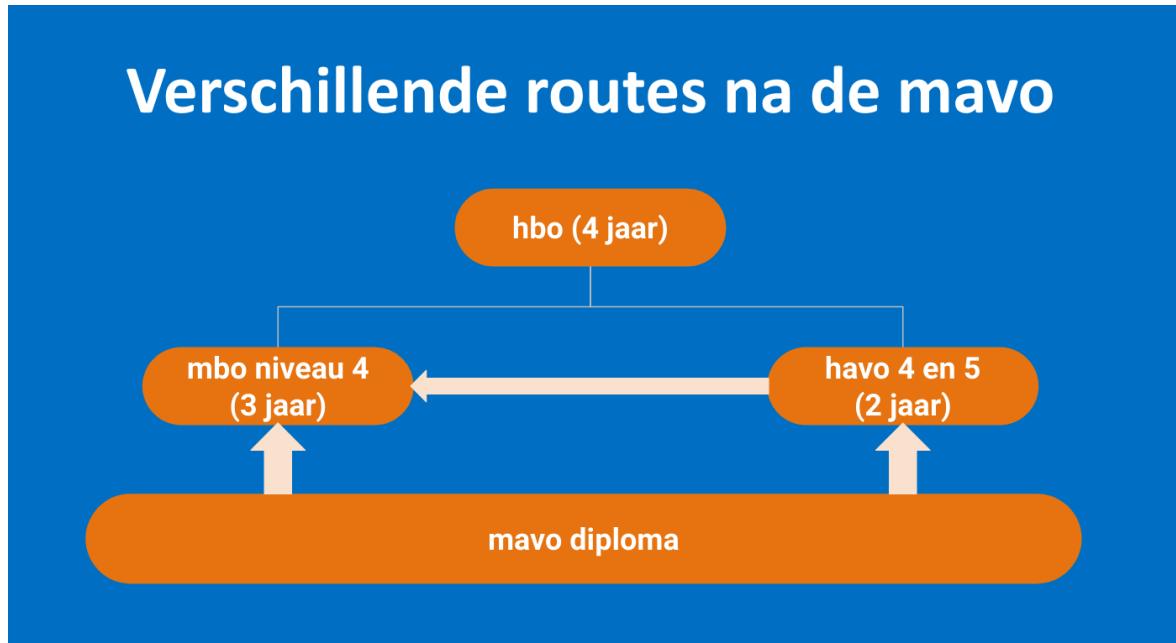 Verschillende routes na de mavo
hbo (4 jaar)
mbo niveau 4
(3 jaar)
havo 4 en 5
(2 jaar)
mavo diploma